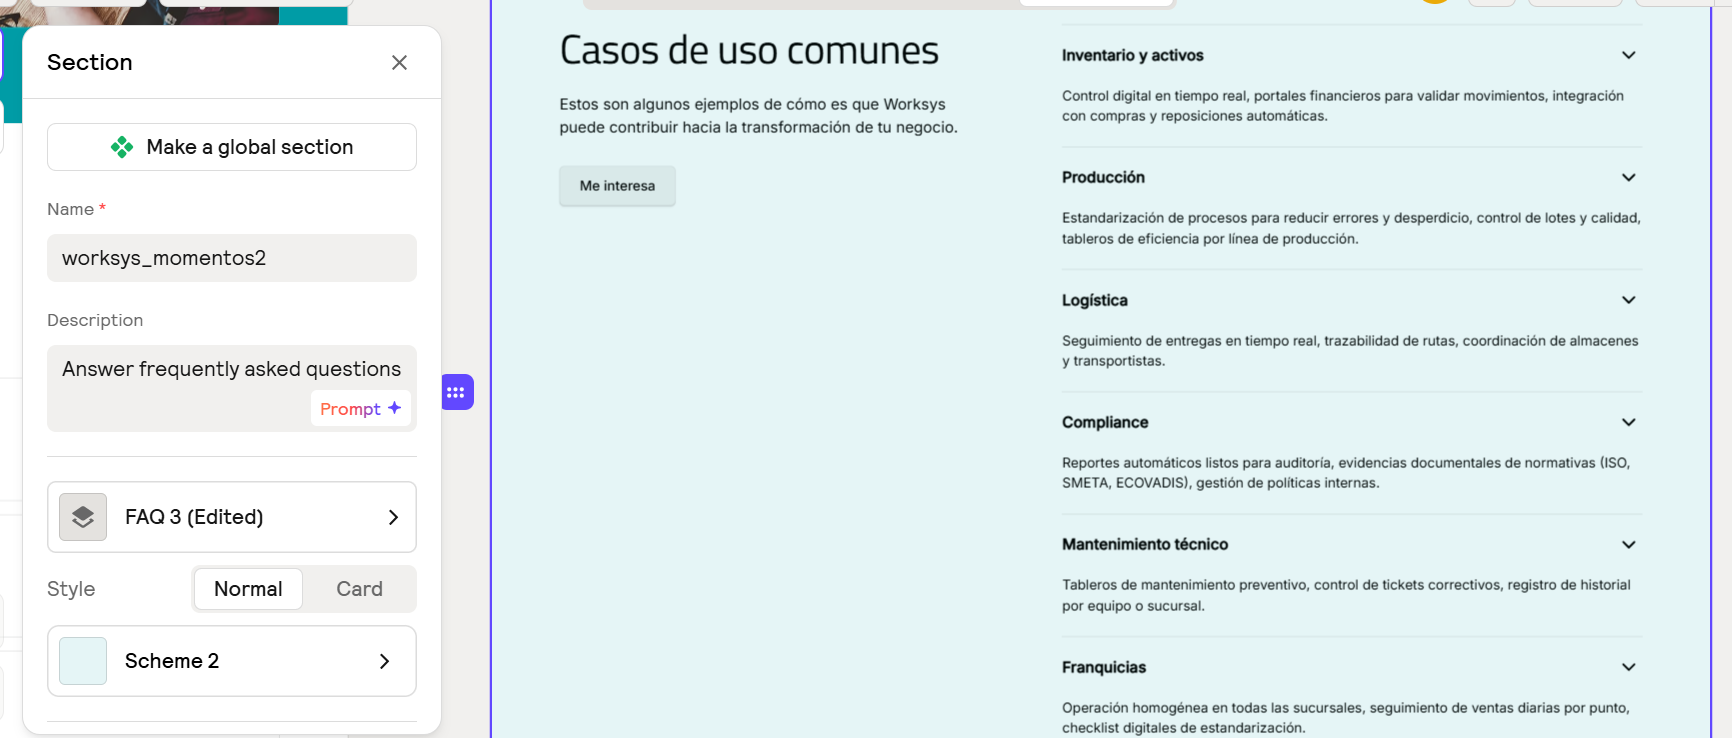 Section
Make a global section
Name *
worksys_momentos2
Description
Answer frequently asked questions
Prompt
FAQ 3 (Edited)
Style
Normal
Card
Scheme 2
Casos de uso comunes
Estos son algunos ejemplos de cómo es que Worksys
puede contribuir hacia la transformación de tu negocio.
Me interesa
Inventario y activos
Control digital en tiempo real, portales financieros para validar movimientos, integración
con compras y reposiciones automáticas.
Producción
Estandarización de procesos para reducir errores y desperdicio, control de lotes y calidad,
tableros de eficiencia por línea de producción.
Logística
Seguimiento de entregas en tiempo real, trazabilidad de rutas, coordinación de almacenes
y transportistas.
Compliance
Reportes automáticos listos para auditoría, evidencias documentales de normativas (ISO,
SMETA, ECOVADIS), gestión de políticas internas.
Mantenimiento técnico
Tableros de mantenimiento preventivo, control de tickets correctivos, registro de historial
por equipo o sucursal.
Franquicias
Operación homogénea en todas las sucursales, seguimiento de ventas diarias por punto,
checklist digitales de estandarización.